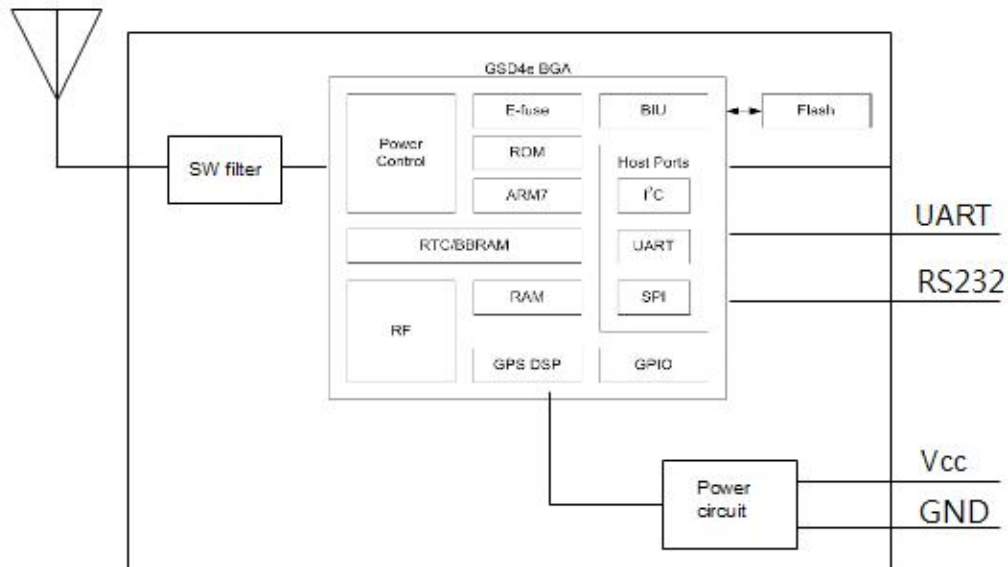 GSD4e BGA
Power
Control
E-fuse
BIU
Flash
ROM
ARM7
Host Ports
I²C
SW filter
UART
RTC/BBRAM
UART
RS232
RAM
SPI
RF
GPS DSP
GPIO
Power
circuit
Vcc
GND